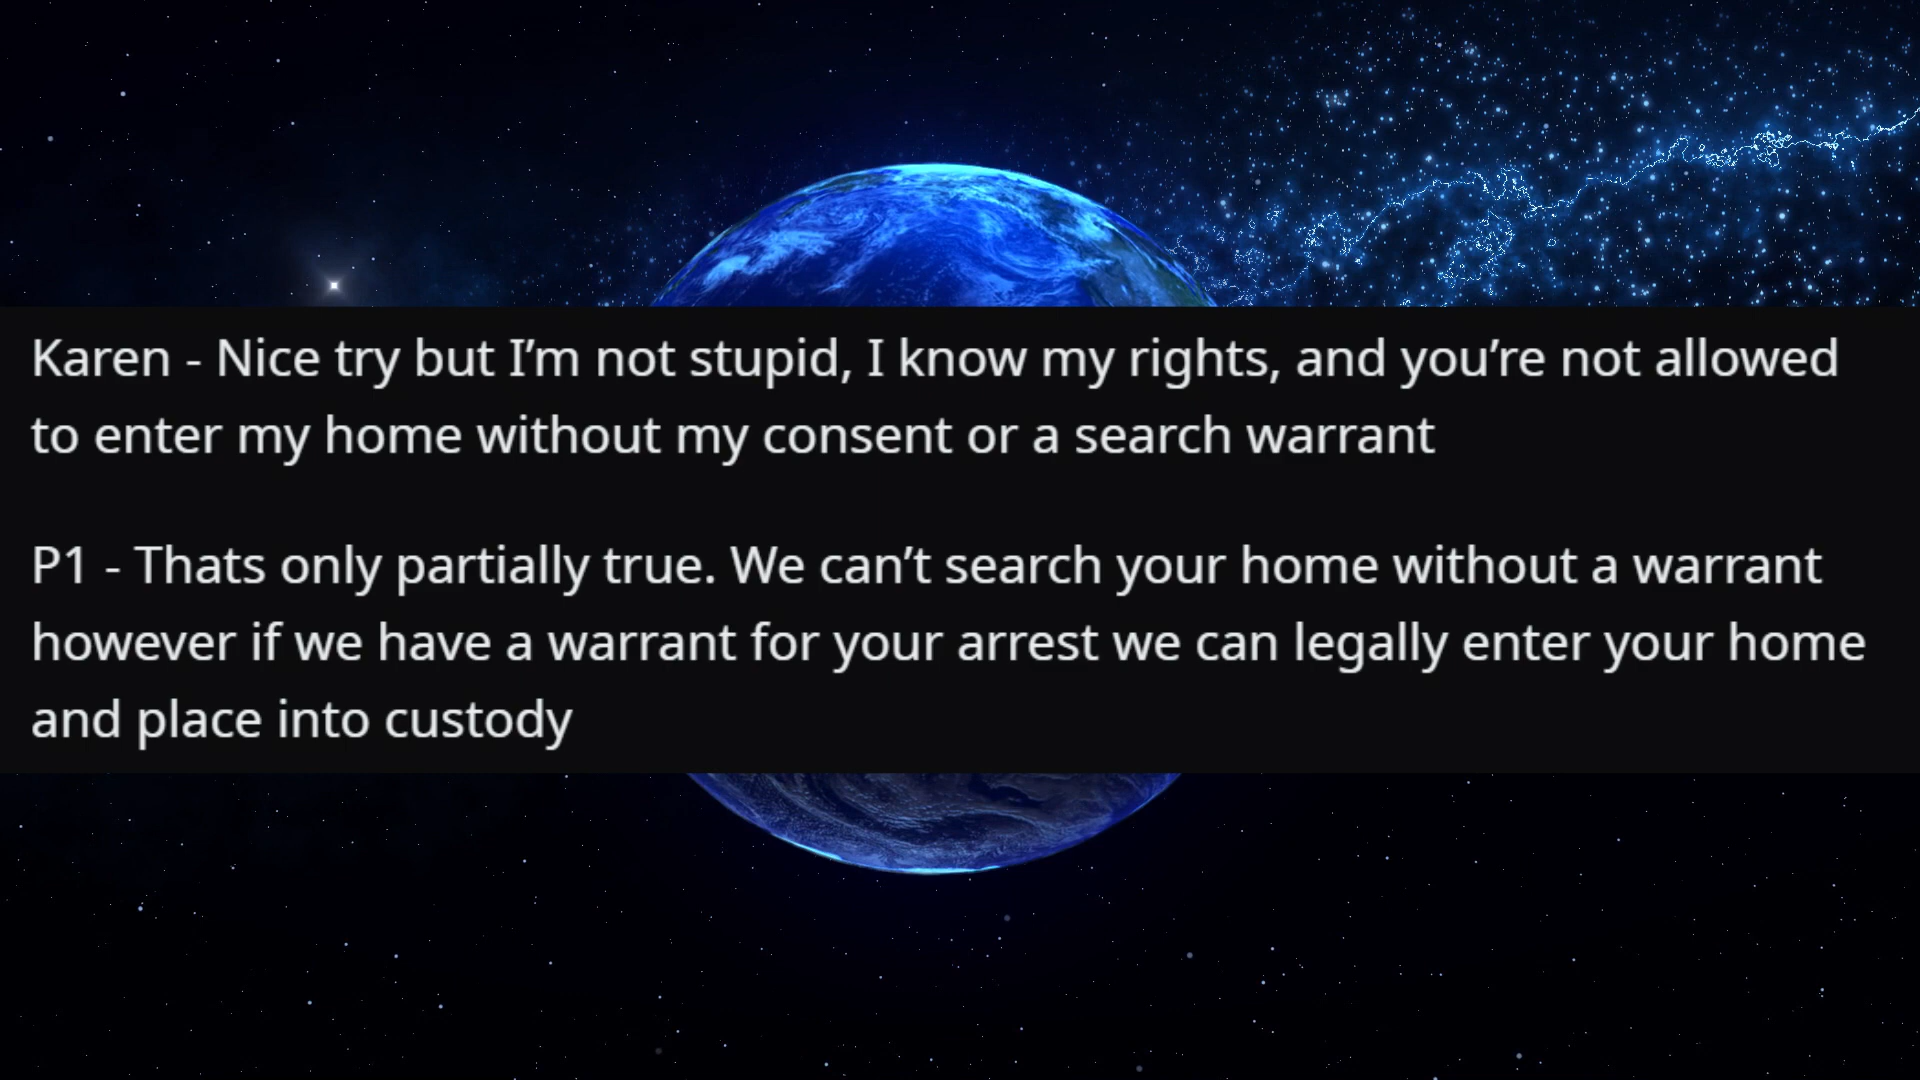 Karen - Nice try but I’m not stupid, I know my rights, and you’re not allowed
to enter my home without my consent or a search warrant
P1 - Thats only partially true. We can’t search your home without a warrant
however if we have a warrant for your arrest we can legally enter your home
and place into custody